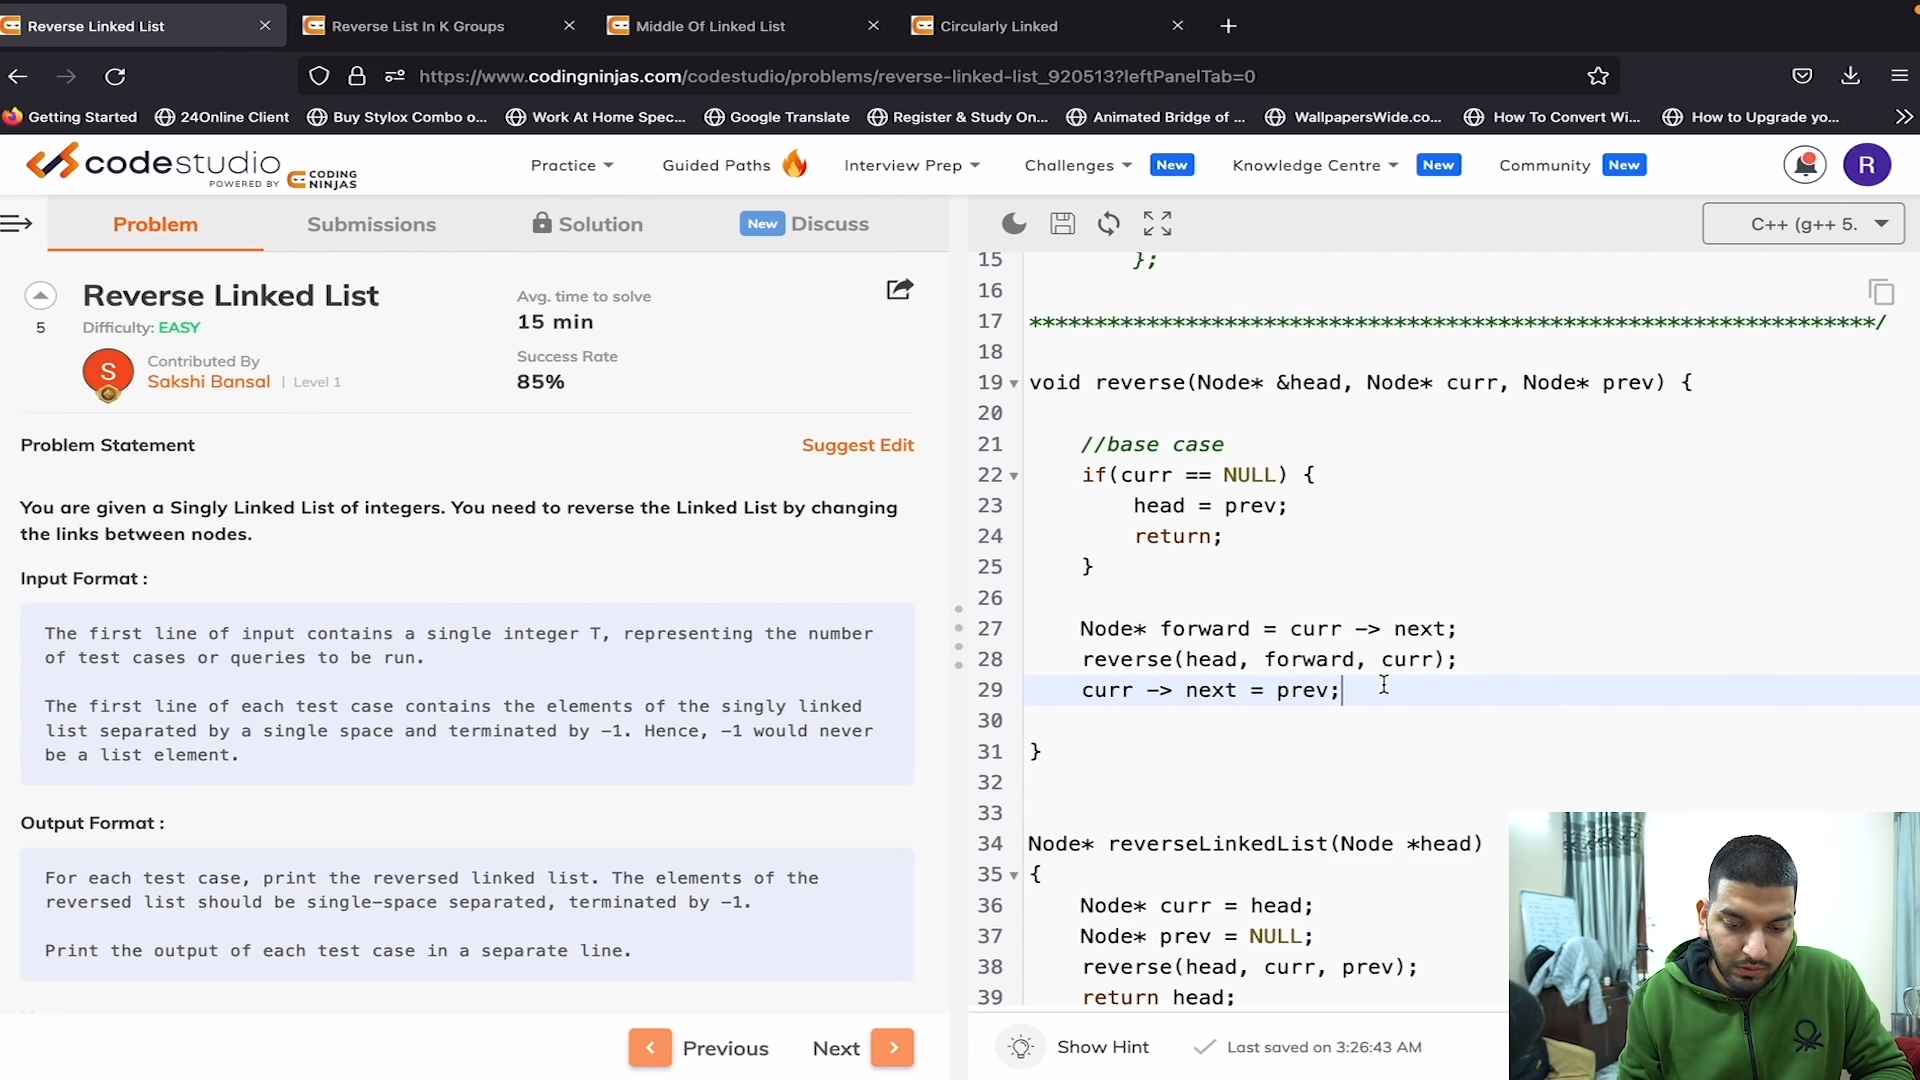 Reverse Linked List
Reverse List In K Groups
Middle Of Linked List
Circularly Linked
https://www.codingninjas.com/codestudio/problems/reverse-linked-list_920513?leftPanelTab=0
Getting Started
24Online Client
Buy Stylox Combo o...
Work At Home Spec...
Google Translate
Register & Study On...
Animated Bridge of ...
WallpapersWide.co...
How To Convert Wi...
How to Upgrade yo...
codestudio
POWERED BY CODING NINJAS
Practice
Guided Paths
Interview Prep
Challenges New
Knowledge Centre New
Community New
R
Problem
Submissions
Solution
New Discuss
C++ (g++ 5.
Reverse Linked List
5
Difficulty: EASY
S
Contributed By
Sakshi Bansal | Level 1
Avg. time to solve
15 min
Success Rate
85%
Problem Statement
Suggest Edit
You are given a Singly Linked List of integers. You need to reverse the Linked List by changing
the links between nodes.
Input Format :
The first line of input contains a single integer T, representing the number
of test cases or queries to be run.
The first line of each test case contains the elements of the singly linked
list separated by a single space and terminated by -1. Hence, -1 would never
be a list element.
Output Format :
For each test case, print the reversed linked list. The elements of the
reversed list should be single-space separated, terminated by -1.
Print the output of each test case in a separate line.
Previous
Next
15 };
16
17 *****************************************************************/
18
19 void reverse(Node* &head, Node* curr, Node* prev) {
20
21 //base case
22 if(curr == NULL) {
23 head = prev;
24 return;
25 }
26
27 Node* forward = curr -> next;
28 reverse(head, forward, curr);
29 curr -> next = prev;
30
31 }
32
33
34 Node* reverseLinkedList(Node *head)
35 {
36 Node* curr = head;
37 Node* prev = NULL;
38 reverse(head, curr, prev);
39 return head;
Show Hint
Last saved on 3:26:43 AM